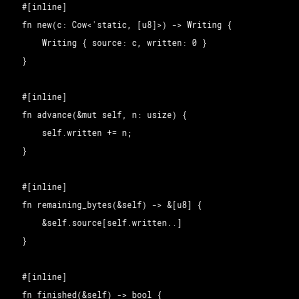 #[inline]
fn new(c: Cow<'static, [u8]>) -> Writing {
    Writing { source: c, written: 0 }
}

#[inline]
fn advance(&mut self, n: usize) {
    self.written += n;
}

#[inline]
fn remaining_bytes(&self) -> &[u8] {
    &self.source[self.written..]
}

#[inline]
fn finished(&self) -> bool {